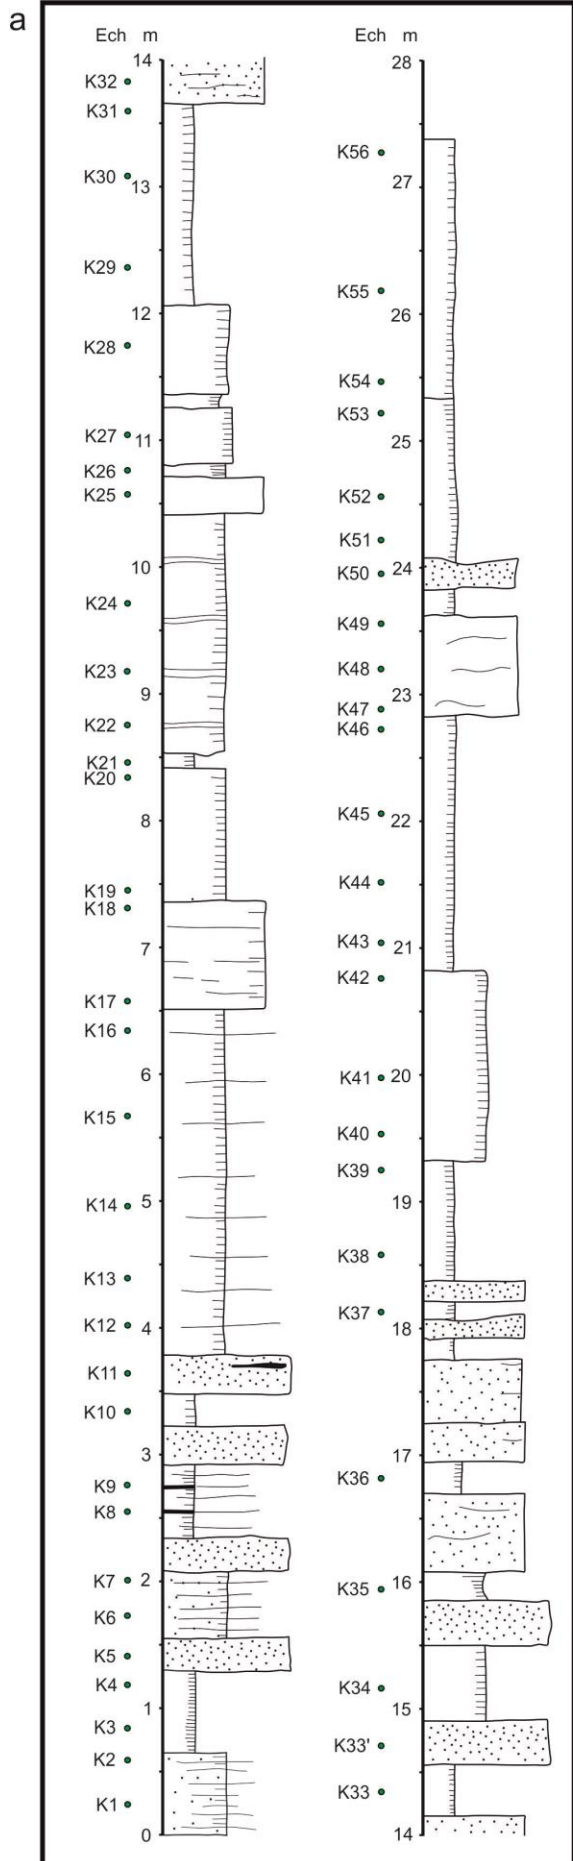 a
Ech m
14
K32
K31
K30
13
K29
12
K28
K27
11
K26
K25
10
K24
K23
9
K22
K21
K20
8
K19
K18
7
K17
K16
6
K15
5
K14
K13
K12
4
K11
K10
3
K9
K8
K7
2
K6
K5
K4
1
K3
K2
K1
0
Ech m
28
K56
27
K55
26
K54
K53
25
K52
K51
24
K50
K49
K48
23
K47
K46
22
K45
K44
K43
21
K42
K41
20
K40
K39
19
K38
K37
18
17
K36
16
K35
K34
15
K33'
K33
14